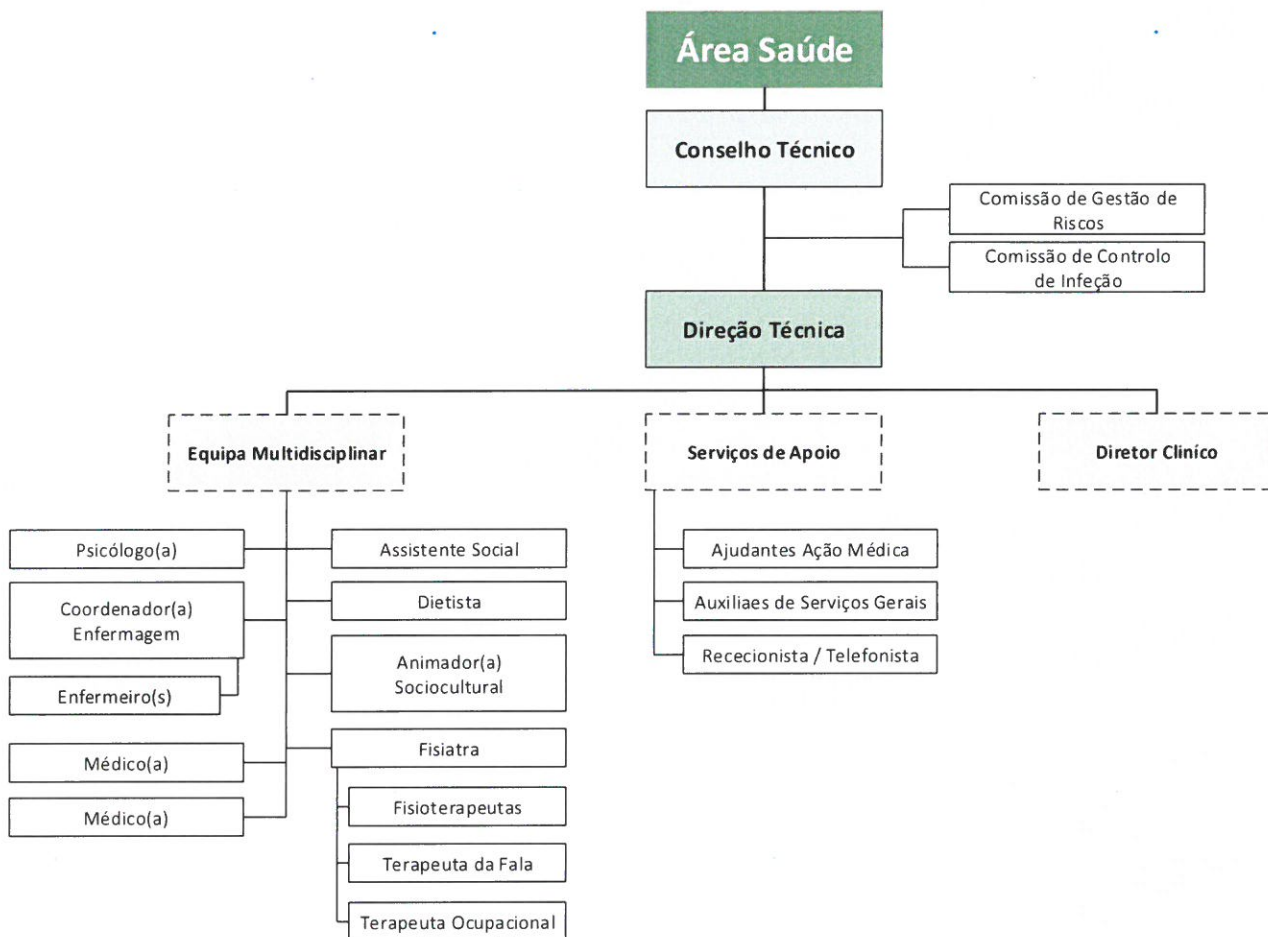 Área Saúde
Conselho Técnico
Comissão de Gestão de
Riscos
Comissão de Controlo
de Infeção
Direção Técnica
Equipa Multidisciplinar
Serviços de Apoio
Diretor Cliníco
Psicólogo(a)
Coordenador(a)
Enfermagem
Enfermeiro(s)
Médico(a)
Médico(a)
Assistente Social
Dietista
Animador(a)
Sociocultural
Fisiatra
Fisioterapeutas
Terapeuta da Fala
Terapeuta Ocupacional
Ajudantes Ação Médica
Auxiliaes de Serviços Gerais
Rececionista / Telefonista